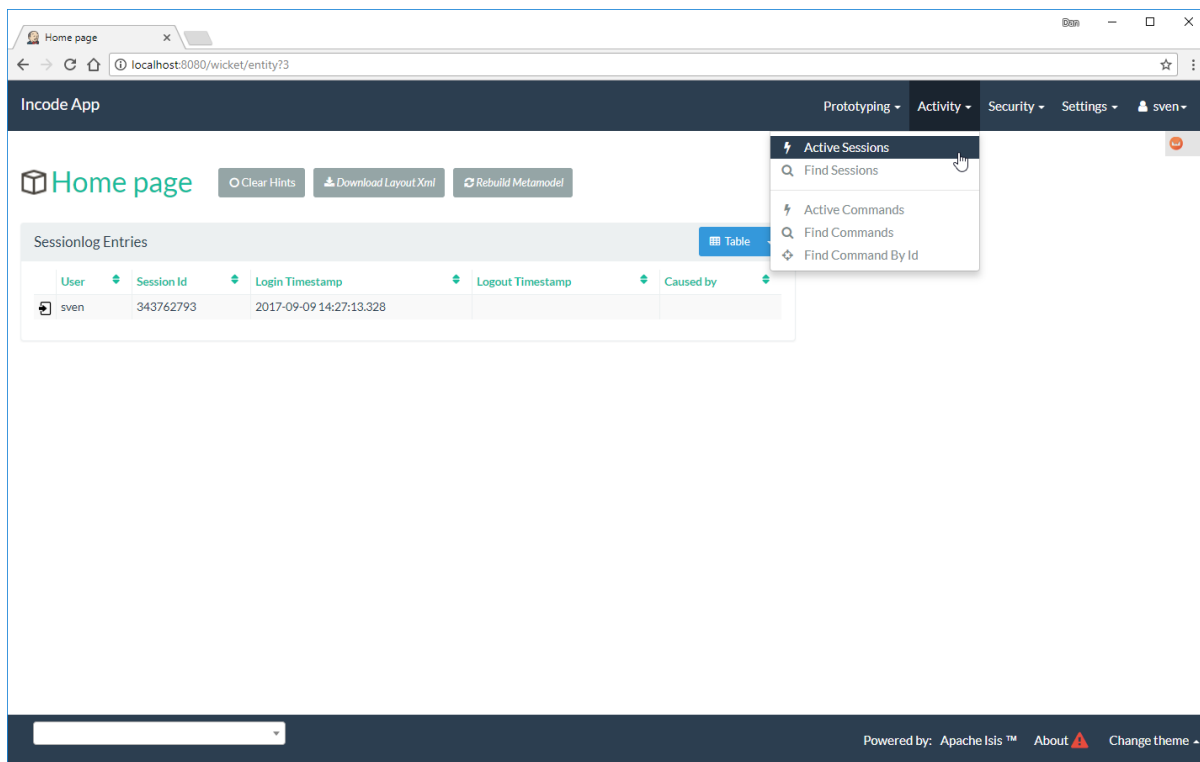 Dan
Home page
localhost:8080/wicket/entity?3
Incode App
Prototyping Activity Security Settings sven
Active Sessions
Find Sessions
Active Commands
Find Commands
Find Command By Id
Home page
Clear Hints Download Layout Xml Rebuild Metamodel
Sessionlog Entries Table
User Session Id Login Timestamp Logout Timestamp Caused by
sven 343762793 2017-09-09 14:27:13.328
Powered by: Apache Isis ™ About Change theme